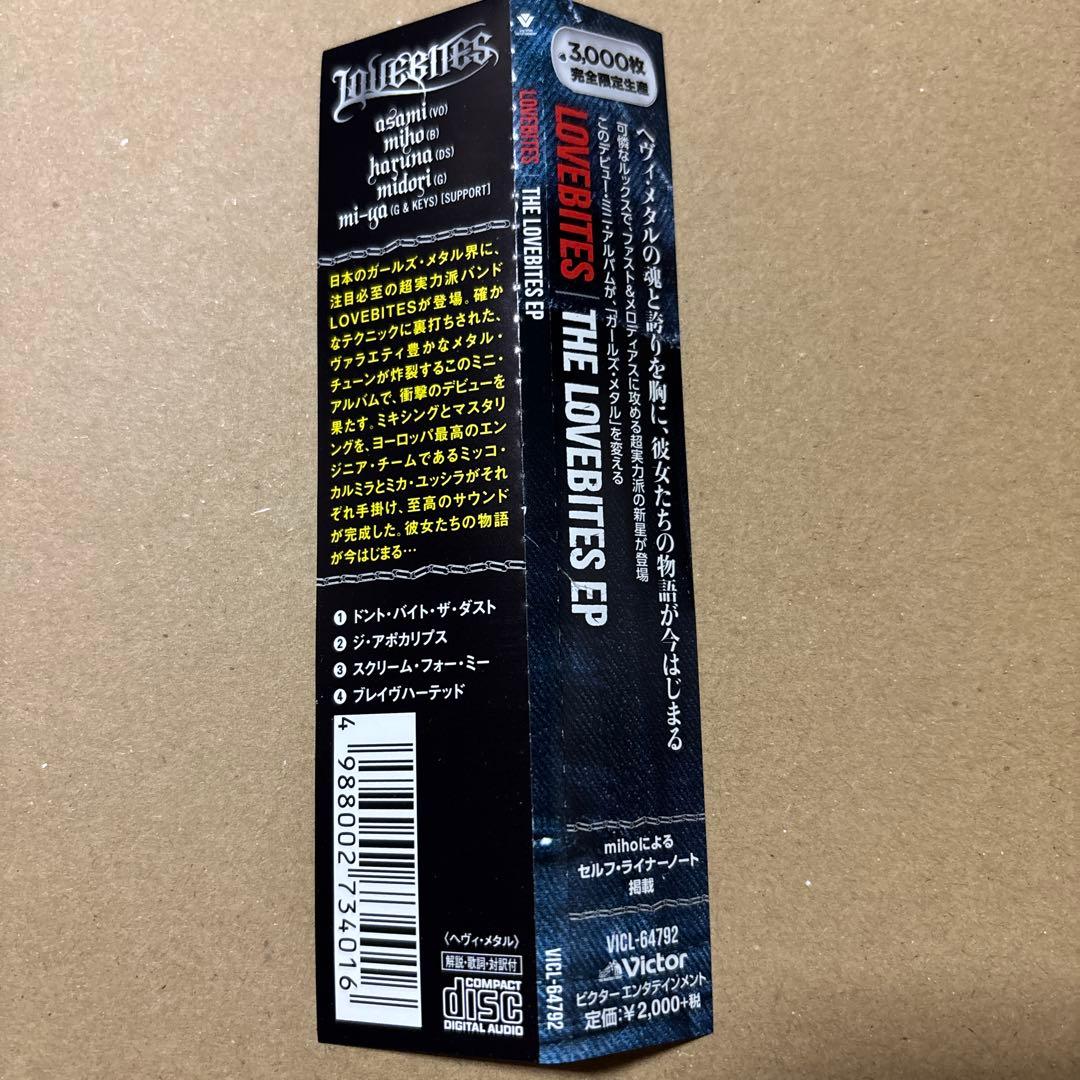 LOVEBITES
asami (VO)
miho (B)
haruna (DS)
midori (G)
mi-ya (G & KEYS) [SUPPORT]
日本のガールズ・メタル界に、
注目必至の超実力派バンド
LOVEBITESが登場。確か
なテクニックに裏打ちされた、
ヴァラエティ豊かなメタル・
チューンが炸裂するこのミニ・
アルバムで、衝撃のデビューを
果たす。ミキシングとマスタリ
ングを、ヨーロッパ最高のエン
ジニア・チームであるミッコ・
カルミラとミカ・ユッシラがそれ
ぞれ手掛け、至高のサウンド
が完成した。彼女たちの物語
が今はじまる…
① ドント・バイト・ザ・ダスト
② ジ・アポカリプス
③ スクリーム・フォー・ミー
④ ブレイヴハーテッド
4 988002 734016
〈ヘヴィ・メタル〉
解説・歌詞・対訳付
COMPACT
disc
DIGITAL AUDIO
LOVEBITES THE LOVEBITES EP
VICL-64792
3,000枚
完全限定生産
ヘヴィ・メタルの魂と誇りを胸に、彼女たちの物語が今はじまる
可憐なルックスで、ファスト&メロディアスに攻める超実力派の新星が登場
このデビュー・ミニ・アルバムが、「ガールズ・メタル」を変える
LOVEBITES THE LOVEBITES EP
mihoによる
セルフ・ライナーノート
掲載
VICL-64792
Victor
ビクターエンタテインメント
定価:¥2,000+税